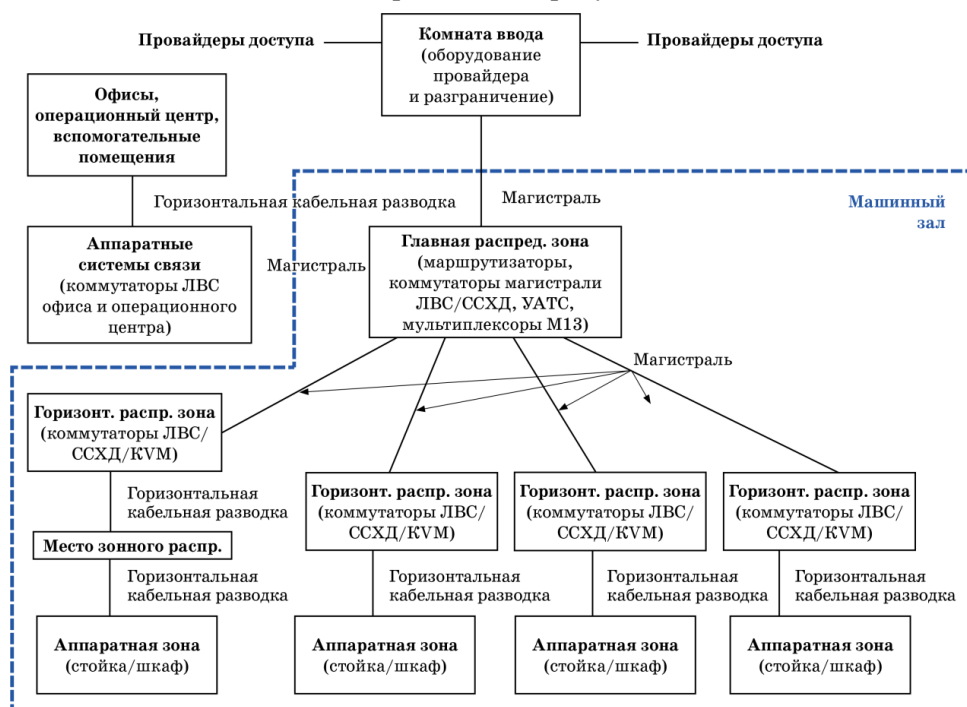 Провайдеры доступа
Комната ввода
(оборудование
провайдера
и разграничение)
Провайдеры доступа
Офисы,
операционный центр,
вспомогательные
помещения
Горизонтальная кабельная разводка
Магистраль
Машинный
зал
Аппаратные
системы связи
(коммутаторы ЛВС
офиса и операционного
центра)
Магистраль
Главная распред. зона
(маршрутизаторы,
коммутаторы магистрали
ЛВС/ССХД, УАТС,
мультиплексоры М13)
Магистраль
Горизонт. распр. зона
(коммутаторы ЛВС/
ССХД/KVM)
Горизонтальная
кабельная разводка
Место зонного распр.
Горизонтальная
кабельная разводка
Аппаратная зона
(стойка/шкаф)
Горизонт. распр. зона
(коммутаторы ЛВС/
ССХД/KVM)
Горизонтальная
кабельная разводка
Аппаратная зона
(стойка/шкаф)
Горизонт. распр. зона
(коммутаторы ЛВС/
ССХД/KVM)
Горизонтальная
кабельная разводка
Аппаратная зона
(стойка/шкаф)
Горизонт. распр. зона
(коммутаторы ЛВС/
ССХД/KVM)
Горизонтальная
кабельная разводка
Аппаратная зона
(стойка/шкаф)